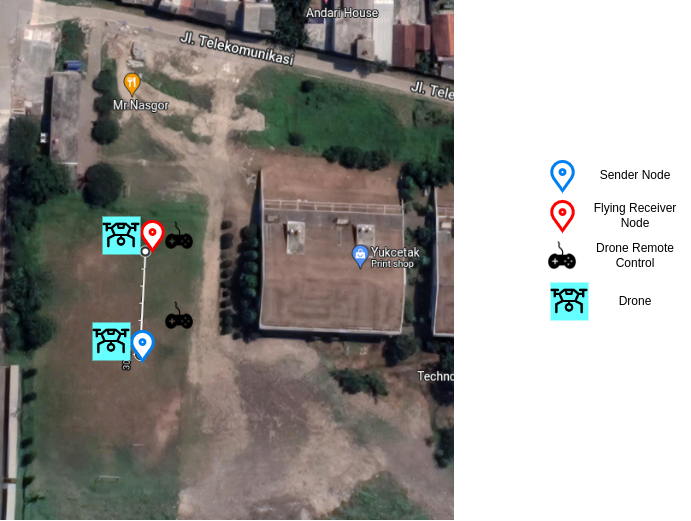 Andari House
Jl. Telekomunikasi
Jl. Tele
Mr.Nasgor
Yukcetak
Print shop
Techno
Sender Node
Flying Receiver
Node
Drone Remote
Control
Drone